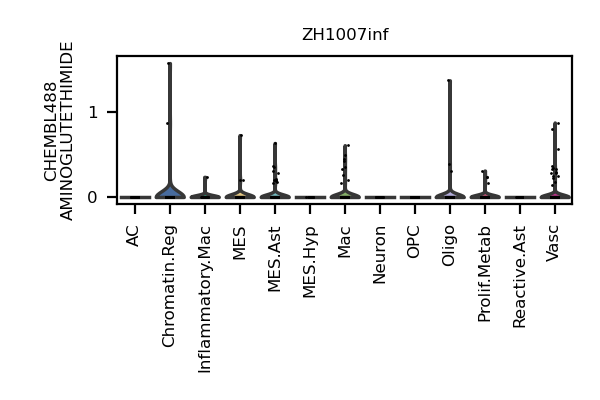 ZH1007inf
CHEMBL488
AMINOGLUTETHIMIDE
1
0
AC
Chromatin.Reg
Inflammatory.Mac
MES
MES.Ast
MES.Hyp
Mac
Neuron
OPC
Oligo
Prolif.Metab
Reactive.Ast
Vasc